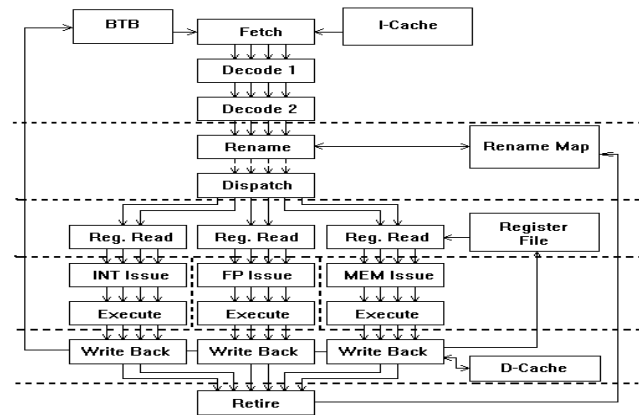 BTB
Fetch
I-Cache
Decode 1
Decode 2
Rename
Rename Map
Dispatch
Reg. Read
Reg. Read
Reg. Read
Register
File
INT Issue
FP Issue
MEM Issue
Execute
Execute
Execute
Write Back
Write Back
Write Back
D-Cache
Retire